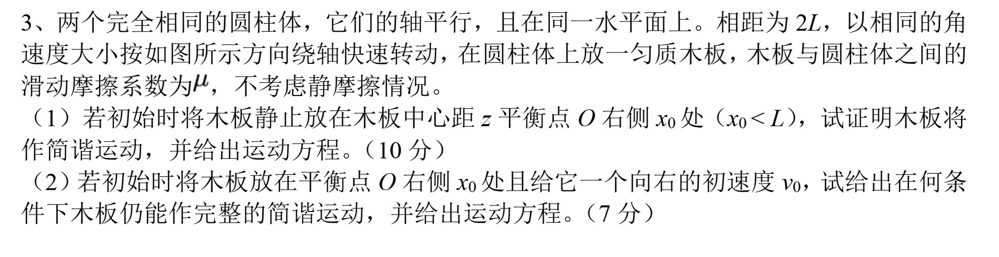 3、两个完全相同的圆柱体，它们的轴平行，且在同一水平面上。相距为 2L，以相同的角
速度大小按如图所示方向绕轴快速转动，在圆柱体上放一匀质木板，木板与圆柱体之间的
滑动摩擦系数为μ，不考虑静摩擦情况。
（1）若初始时将木板静止放在木板中心距 z 平衡点 O 右侧 x₀ 处（x₀ < L），试证明木板将
作简谐运动，并给出运动方程。（10 分）
（2）若初始时将木板放在平衡点 O 右侧 x₀ 处且给它一个向右的初速度 v₀，试给出在何条
件下木板仍能作完整的简谐运动，并给出运动方程。（7 分）